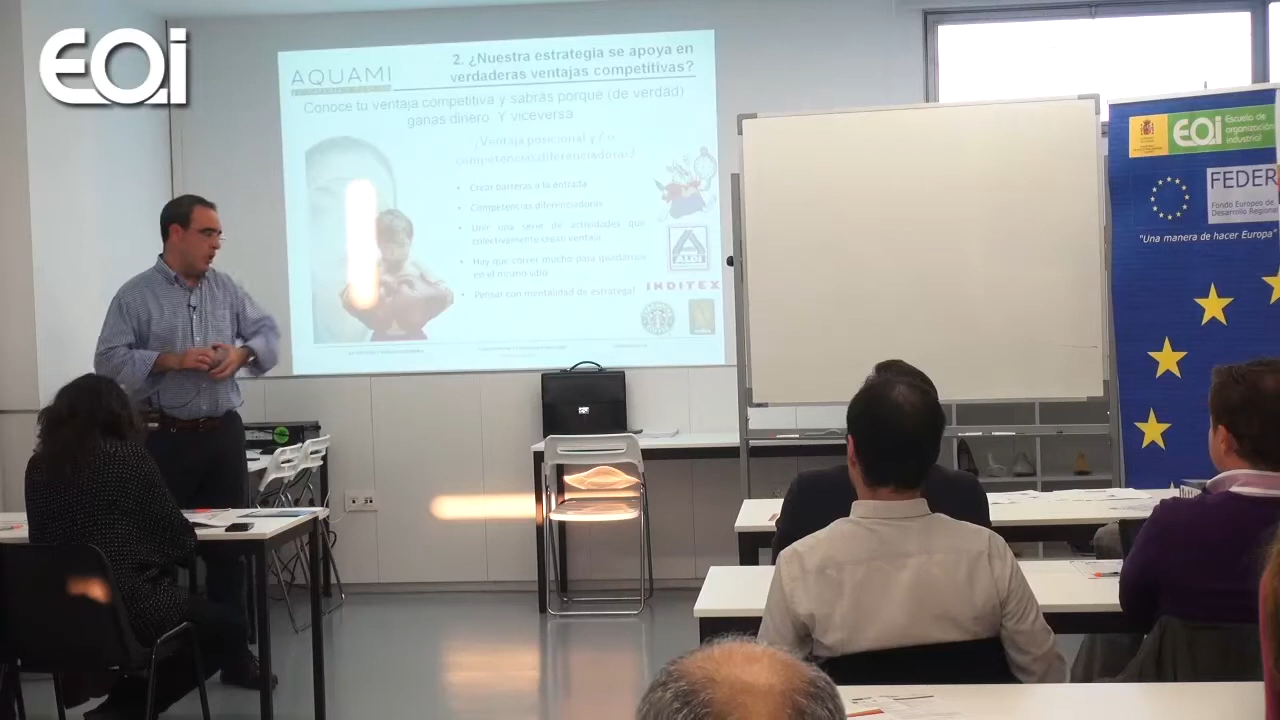 EOi
AQUAMI
2. ¿Nuestra estrategia se apoya en
verdaderas ventajas competitivas?
Conoce tu ventaja competitiva y sabrás porqué (de verdad)
ganas dinero. Y viceversa
¿Ventaja posicional y / o
competencias diferenciadoras?
• Crear barreras a la entrada
• Competencias diferenciadoras
• Unir una serie de actividades que
colectivamente crean ventaja
• Hay que correr mucho para quedarnos
en el mismo sitio
• Pensar con mentalidad de estratega!
ALDI
INDITEX
EOi
Escuela de
organización
industrial
FEDER
Fondo Europeo de
Desarrollo Regional
"Una manera de hacer Europa"